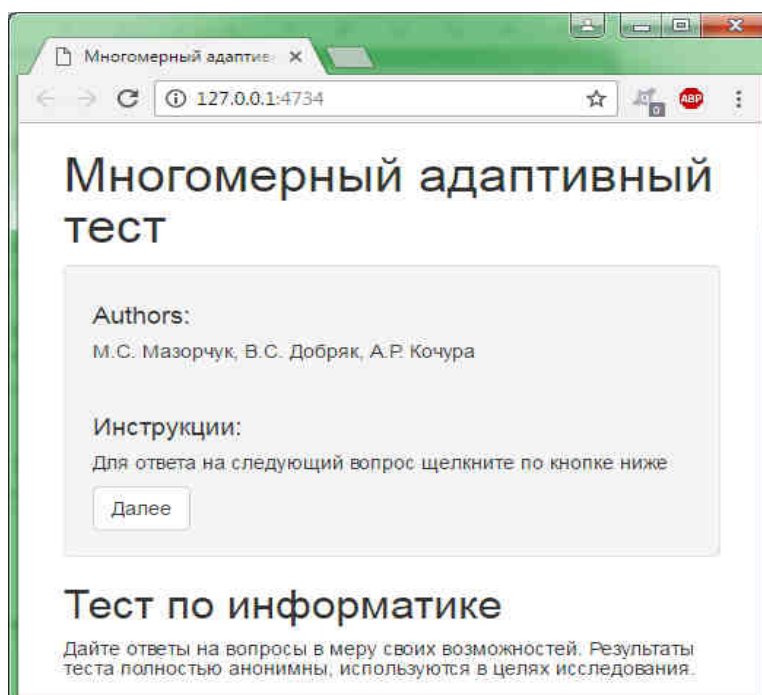 Многомерный адаптив
127.0.0.1:4734
ABP
0
Многомерный адаптивный
тест
Authors:
М.С. Мазорчук, В.С. Добряк, А.Р. Кочура
Инструкции:
Для ответа на следующий вопрос щелкните по кнопке ниже
Далее
Тест по информатике
Дайте ответы на вопросы в меру своих возможностей. Результаты
теста полностью анонимны, используются в целях исследования.